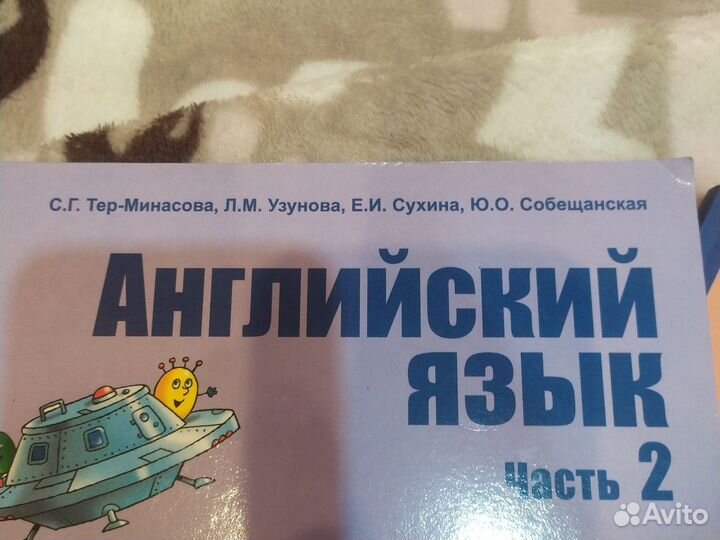 С.Г. Тер-Минасова, Л.М. Узунова, Е.И. Сухина, Ю.О. Собещанская
Английский
язык
Часть 2
Avito